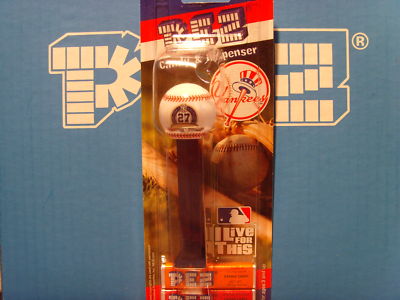 PEZ
®
PEZ
Candy & Dispenser
Yankees
27
I Live
FOR
THIS
PEZ